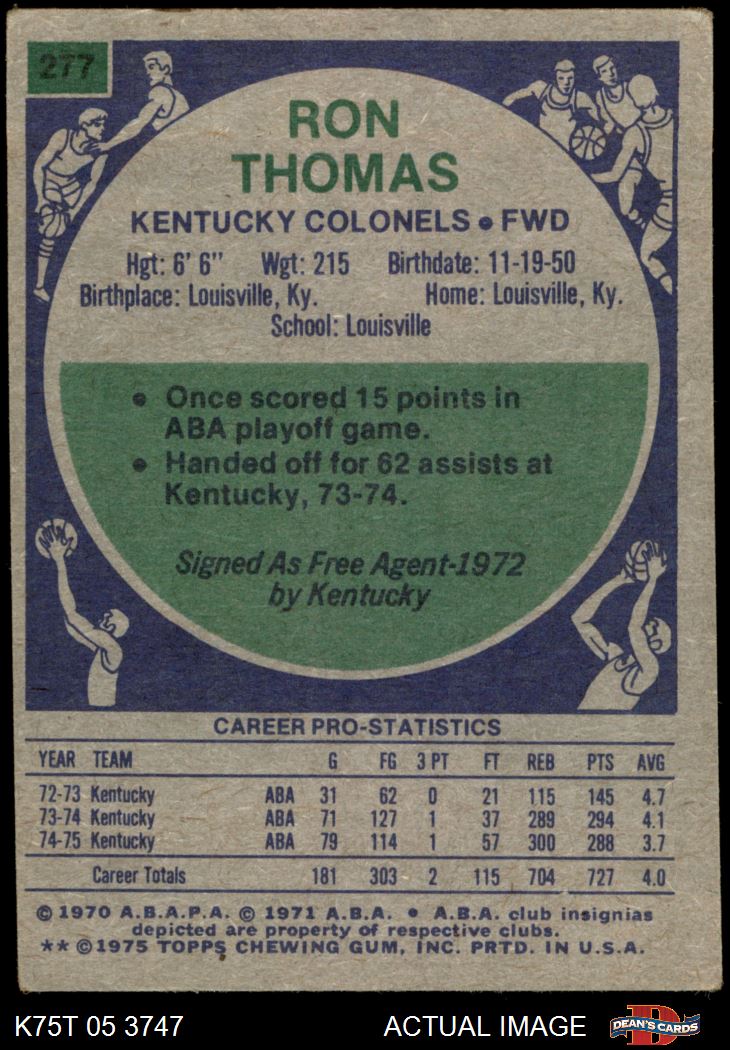 277
RON
THOMAS
KENTUCKY COLONELS • FWD
Hgt: 6' 6" Wgt: 215 Birthdate: 11-19-50
Birthplace: Louisville, Ky. Home: Louisville, Ky.
School: Louisville
• Once scored 15 points in
ABA playoff game.
• Handed off for 62 assists at
Kentucky, 73-74.
Signed As Free Agent-1972
by Kentucky
CAREER PRO-STATISTICS
YEAR TEAM G FG 3 PT FT REB PTS AVG
72-73 Kentucky ABA 31 62 0 21 115 145 4.7
73-74 Kentucky ABA 71 127 1 37 289 294 4.1
74-75 Kentucky ABA 79 114 1 57 300 288 3.7
Career Totals 181 303 2 115 704 727 4.0
© 1970 A.B.A.P.A. © 1971 A.B.A. • A.B.A. club insignias
depicted are property of respective clubs.
** ©1975 TOPPS CHEWING GUM, INC. PRTD. IN U.S.A.
K75T 05 3747 ACTUAL IMAGE D DEAN'S CARDS